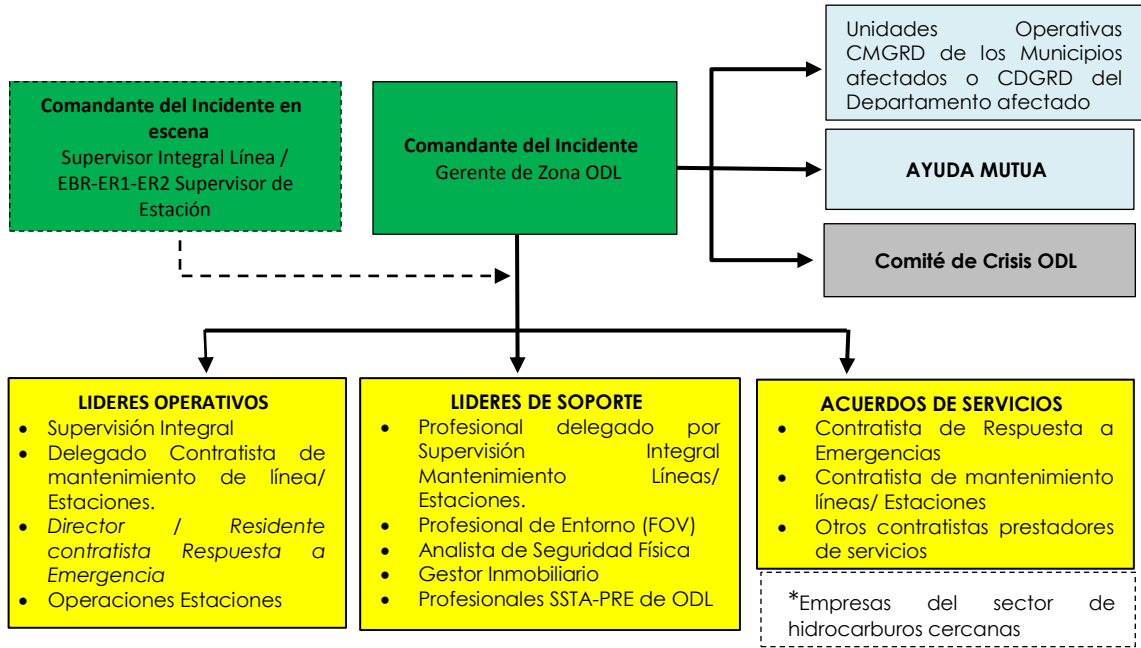 Unidades Operativas
CMGRD de los Municipios
afectados o CDGRD del
Departamento afectado
Comandante del Incidente en
escena
Supervisor Integral Línea /
EBR-ER1-ER2 Supervisor de
Estación
Comandante del Incidente
Gerente de Zona ODL
AYUDA MUTUA
Comité de Crisis ODL
LIDERES OPERATIVOS
• Supervisión Integral
• Delegado Contratista de
mantenimiento de línea/
Estaciones.
• Director / Residente
contratista Respuesta a
Emergencia
• Operaciones Estaciones
LIDERES DE SOPORTE
• Profesional delegado por
Supervisión Integral
Mantenimiento Líneas/
Estaciones.
• Profesional de Entorno (FOV)
• Analista de Seguridad Física
• Gestor Inmobiliario
• Profesionales SSTA-PRE de ODL
ACUERDOS DE SERVICIOS
• Contratista de Respuesta a
Emergencias
• Contratista de mantenimiento
líneas/ Estaciones
• Otros contratistas prestadores
de servicios
*Empresas del sector de
hidrocarburos cercanas